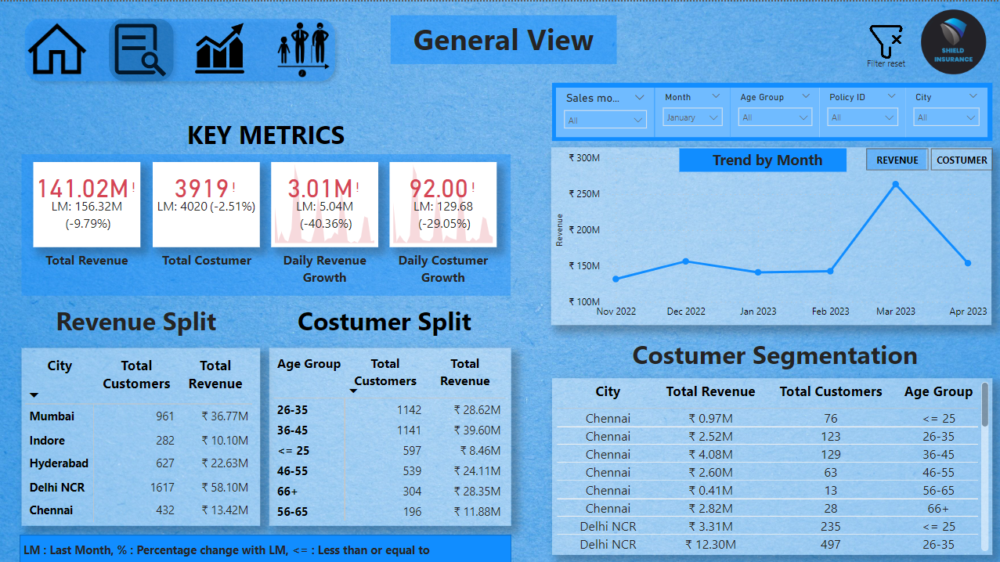 General View
Filter reset
SHIELD
INSURANCE
Sales mo...
All
Month
January
Age Group
All
Policy ID
All
City
All
KEY METRICS
141.02M!
LM: 156.32M
(-9.79%)
Total Revenue
3919!
LM: 4020 (-2.51%)
Total Costumer
3.01M!
LM: 5.04M
(-40.36%)
Daily Revenue
Growth
92.00!
LM: 129.68
(-29.05%)
Daily Costumer
Growth
Trend by Month
REVENUE
COSTUMER
Revenue
₹ 300M
₹ 250M
₹ 200M
₹ 150M
₹ 100M
Nov 2022 Dec 2022 Jan 2023 Feb 2023 Mar 2023 Apr 2023
Revenue Split
City Total Customers Total Revenue
Mumbai 961 ₹ 36.77M
Indore 282 ₹ 10.10M
Hyderabad 627 ₹ 22.63M
Delhi NCR 1617 ₹ 58.10M
Chennai 432 ₹ 13.42M
Costumer Split
Age Group Total Customers Total Revenue
26-35 1142 ₹ 28.62M
36-45 1141 ₹ 39.60M
<= 25 597 ₹ 8.46M
46-55 539 ₹ 24.11M
66+ 304 ₹ 28.35M
56-65 196 ₹ 11.88M
Costumer Segmentation
City Total Revenue Total Customers Age Group
Chennai ₹ 0.97M 76 <= 25
Chennai ₹ 2.52M 123 26-35
Chennai ₹ 4.08M 129 36-45
Chennai ₹ 2.60M 63 46-55
Chennai ₹ 0.41M 13 56-65
Chennai ₹ 2.82M 28 66+
Delhi NCR ₹ 3.31M 235 <= 25
Delhi NCR ₹ 12.30M 497 26-35
LM : Last Month, % : Percentage change with LM, <= : Less than or equal to